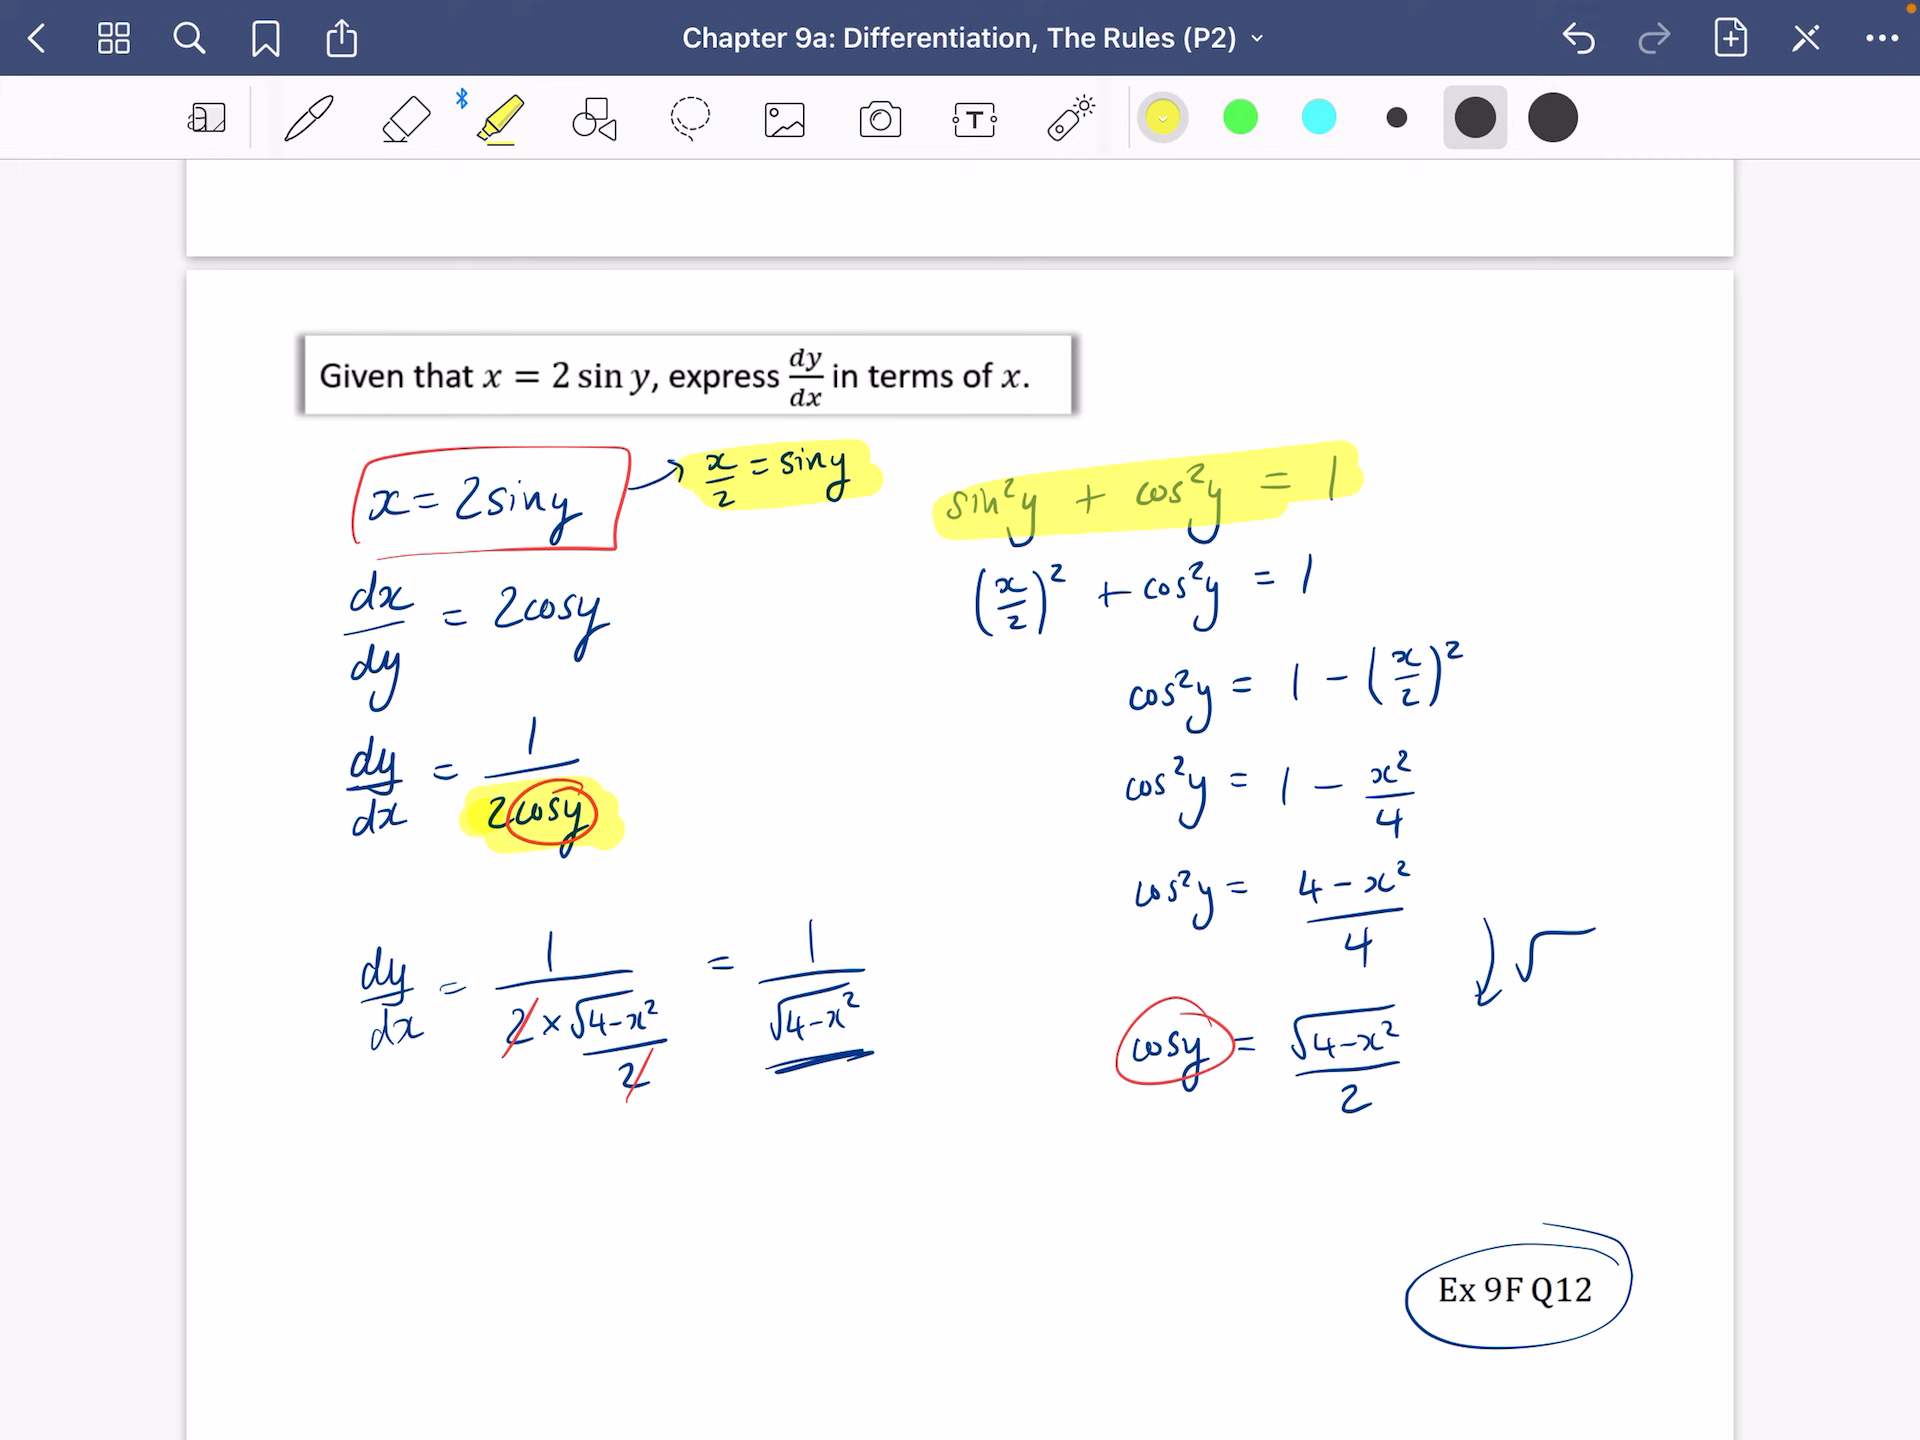 Chapter 9a: Differentiation, The Rules (P2)
T
Given that x = 2 sin y, express dy/dx in terms of x.
x = 2siny
x/2 = siny
dx/dy = 2cosy
dy/dx = 1/2cosy
dy/dx = 1/(2 × √4-x²/2) = 1/√4-x²
sin²y + cos²y = 1
(x/2)² + cos²y = 1
cos²y = 1 - (x/2)²
cos²y = 1 - x²/4
cos²y = 4-x²/4
√
cosy = √4-x²/2
Ex 9F Q12